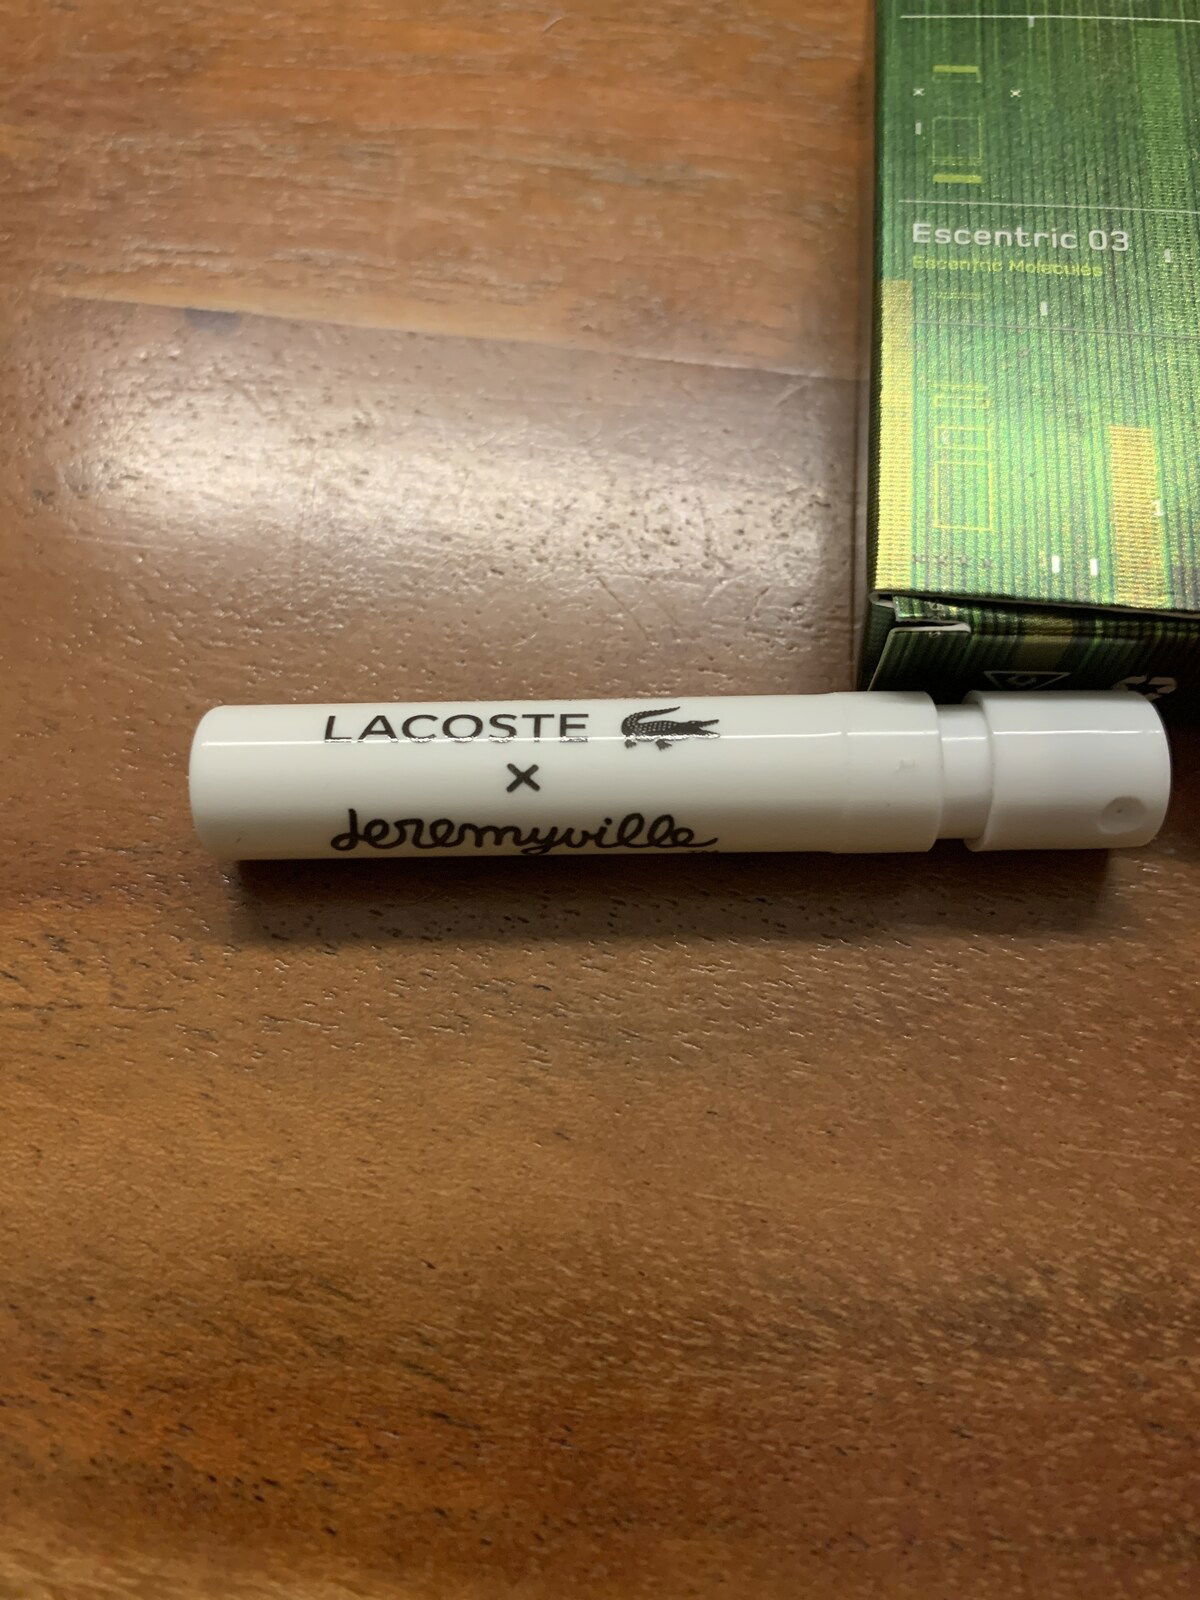 Escentric 03
Escentric Molecules
LACOSTE
x
Jeremyville